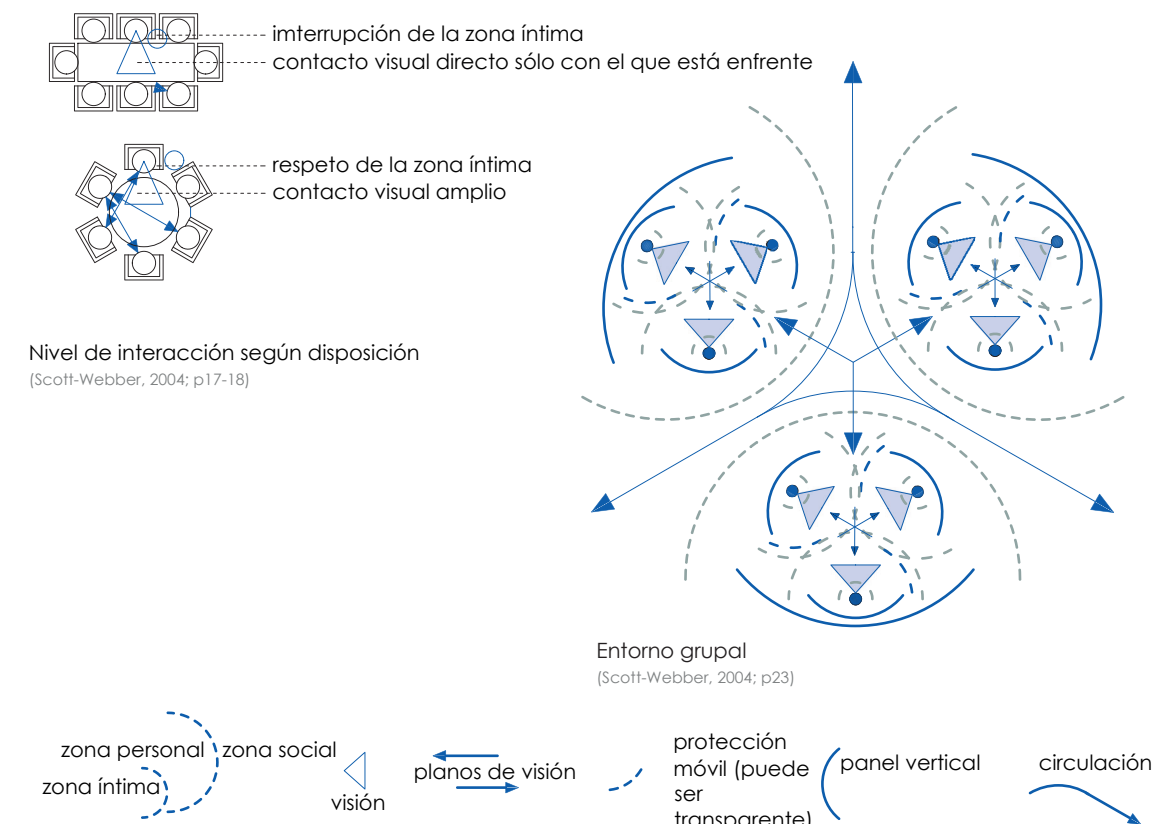 imterrupción de la zona íntima
contacto visual directo sólo con el que está enfrente
respeto de la zona íntima
contacto visual amplio
Nivel de interacción según disposición
(Scott-Webber, 2004; p17-18)
Entorno grupal
(Scott-Webber, 2004; p23)
zona personal
zona social
zona íntima
visión
planos de visión
protección
móvil (puede
ser
transparente)
panel vertical
circulación